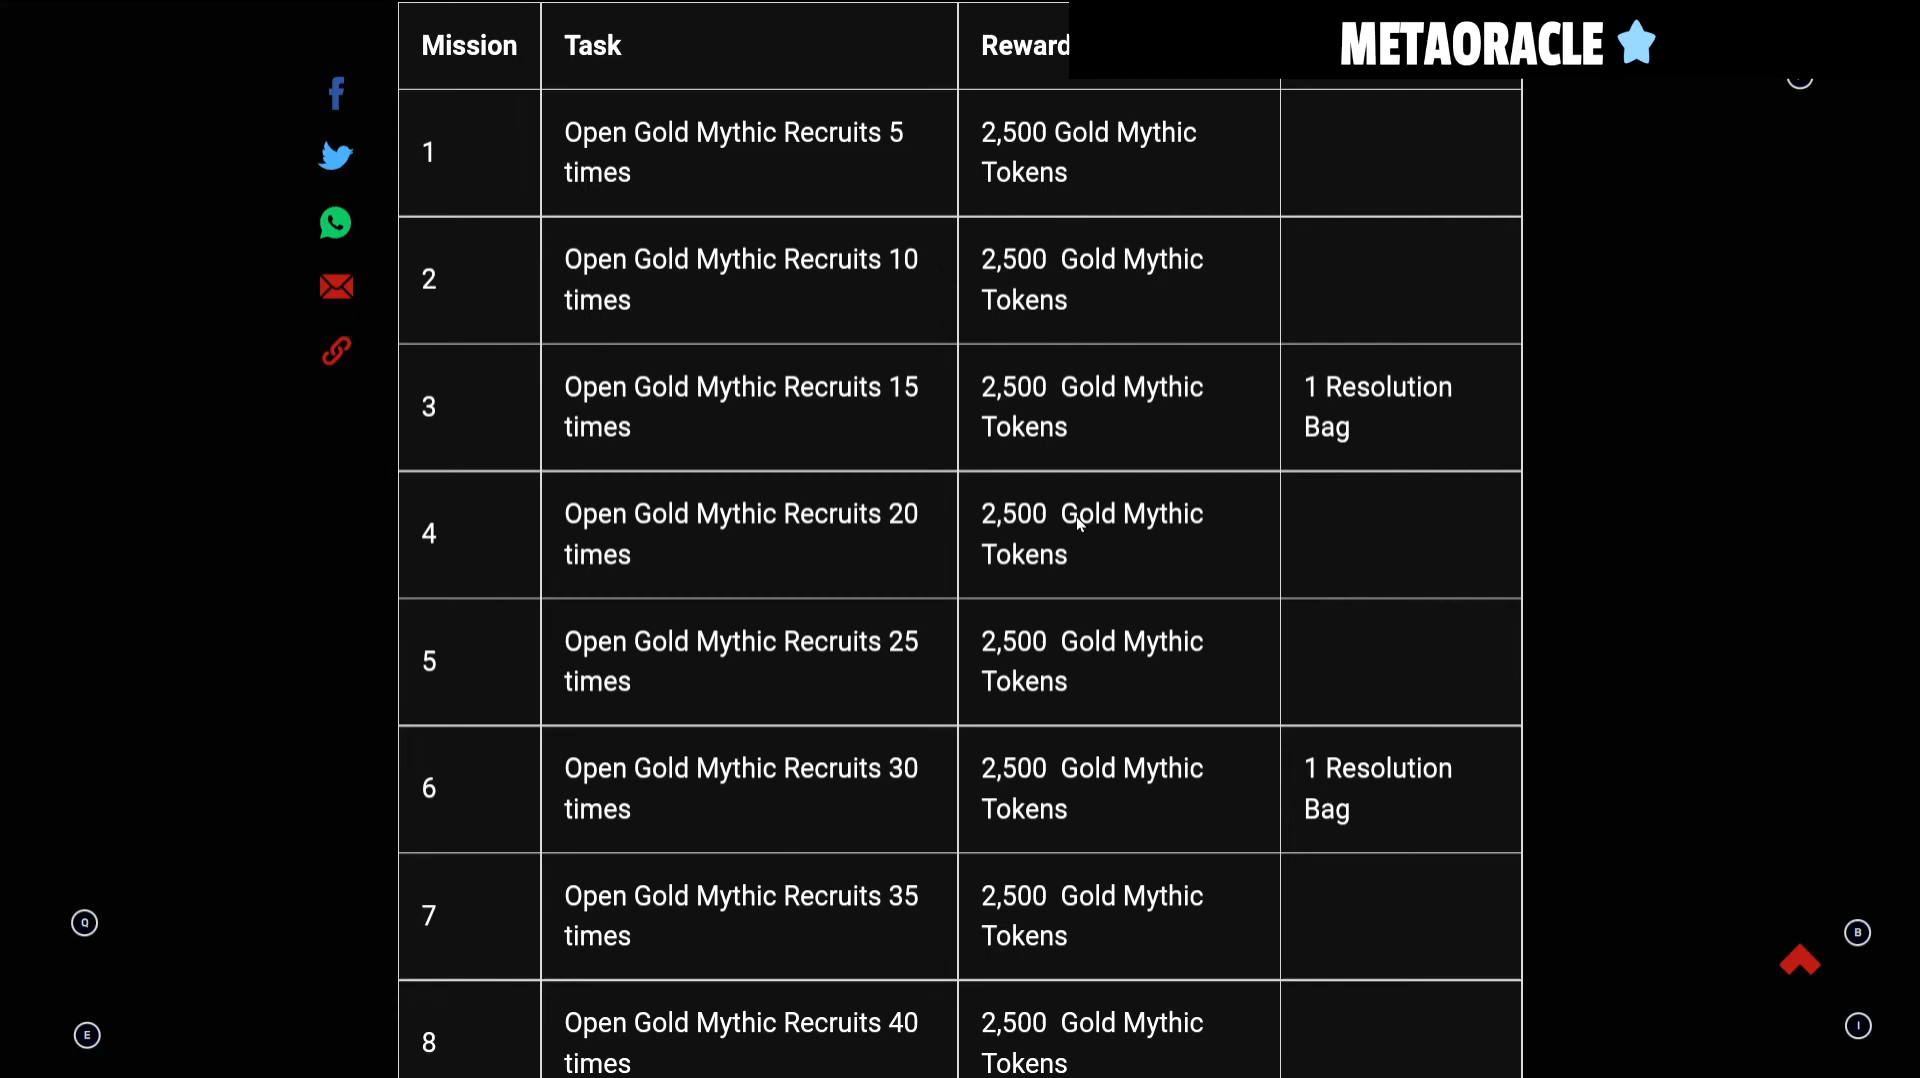 METAORACLE
Mission Task Reward
1 Open Gold Mythic Recruits 5 2,500 Gold Mythic
times Tokens
2 Open Gold Mythic Recruits 10 2,500 Gold Mythic
times Tokens
3 Open Gold Mythic Recruits 15 2,500 Gold Mythic 1 Resolution
times Tokens Bag
4 Open Gold Mythic Recruits 20 2,500 Gold Mythic
times Tokens
5 Open Gold Mythic Recruits 25 2,500 Gold Mythic
times Tokens
6 Open Gold Mythic Recruits 30 2,500 Gold Mythic 1 Resolution
times Tokens Bag
7 Open Gold Mythic Recruits 35 2,500 Gold Mythic
times Tokens
8 Open Gold Mythic Recruits 40 2,500 Gold Mythic
times Tokens
Q
B
E
I